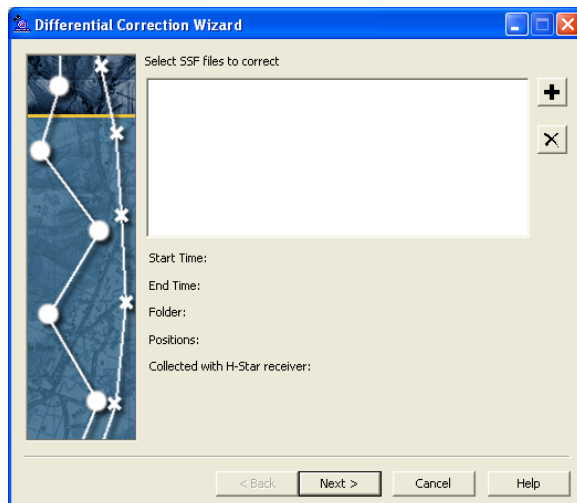 Differential Correction Wizard
Select SSF files to correct
Start Time:
End Time:
Folder:
Positions:
Collected with H-Star receiver:
< Back
Next >
Cancel
Help